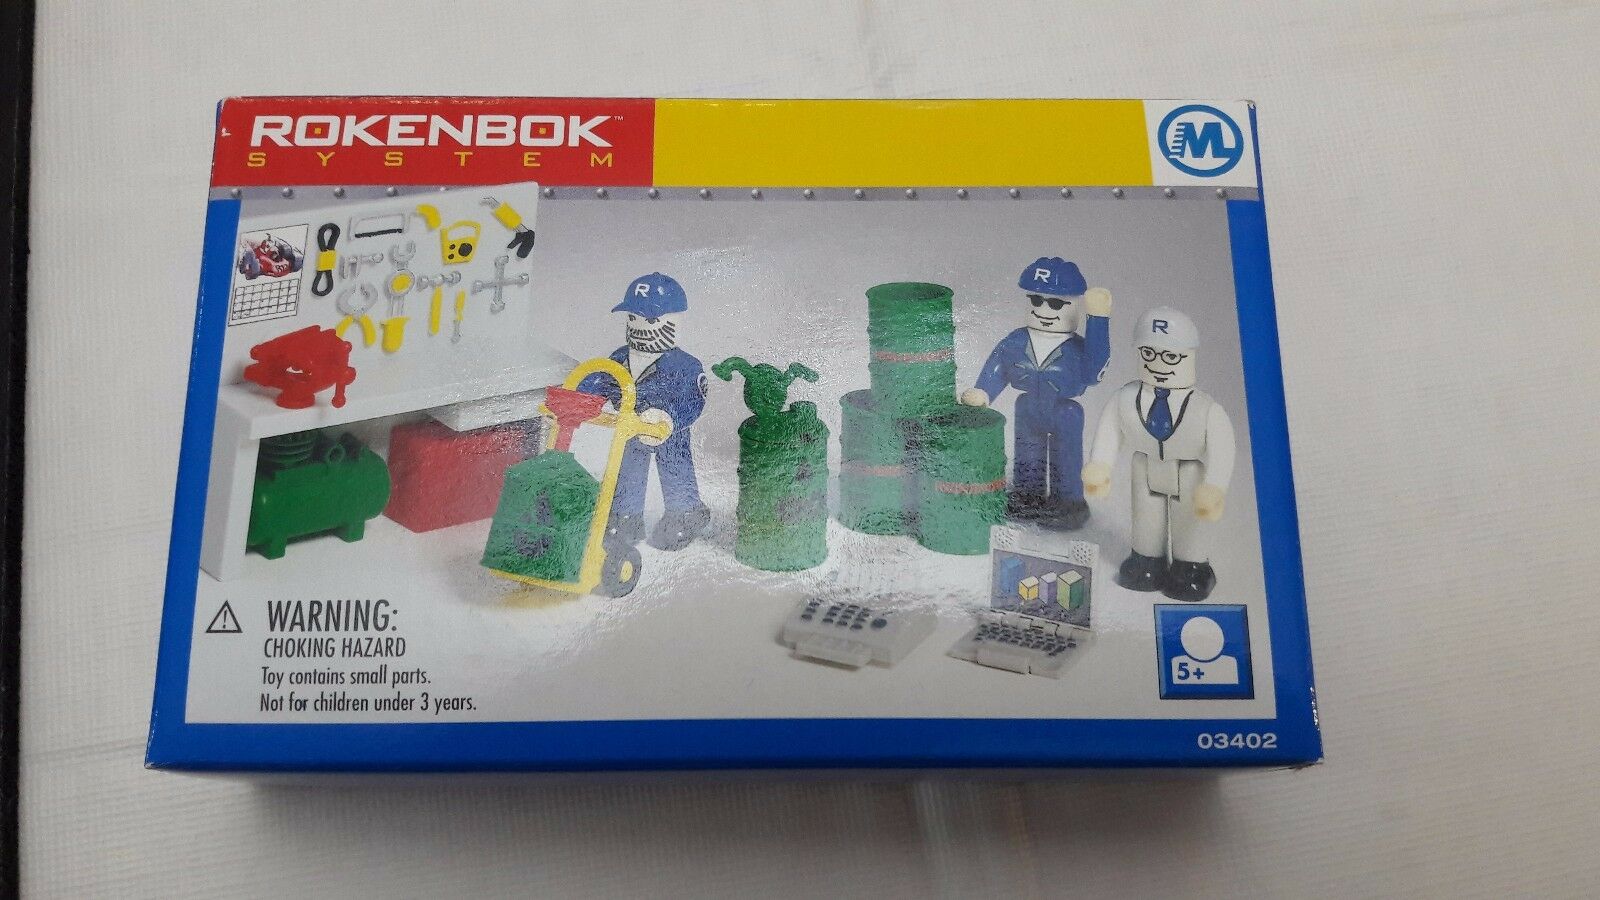 ROKENBOK™
SYSTEM
ML
R
R
R
WARNING:
CHOKING HAZARD
Toy contains small parts.
Not for children under 3 years.
5+
03402